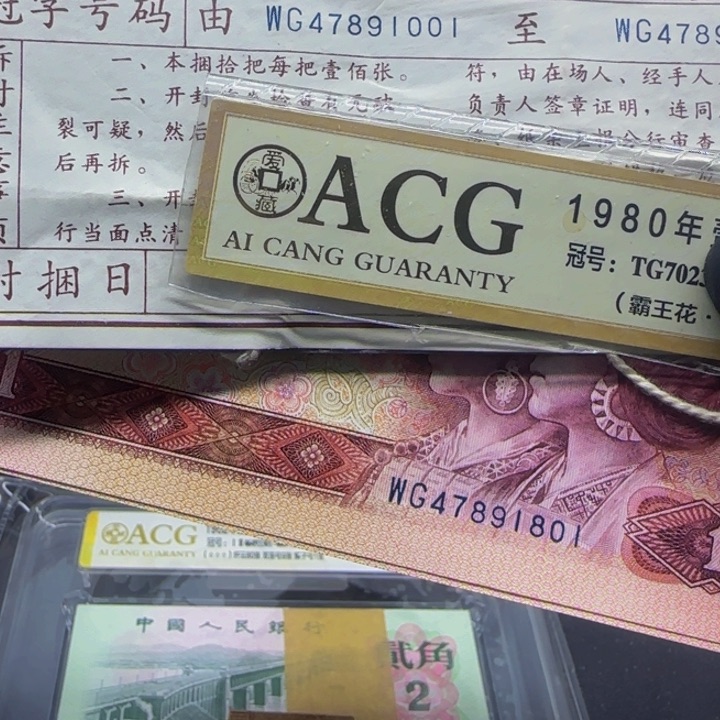 冠字号码 由 WG47891001 至 WG4789
一、本捆拾把每把壹佰张。
二、开封
裂可疑，然后
后再拆。
三、开封
行当面点清
符，由在场人、经手人
负责人签章证明，连同
封捆日
爱藏
ACG
AI CANG GUARANTY
1980年
冠号：TG702
（霸王花·
WG47891801
ACG
AI CANG GUARANTY
中國人民銀行
貳角
2